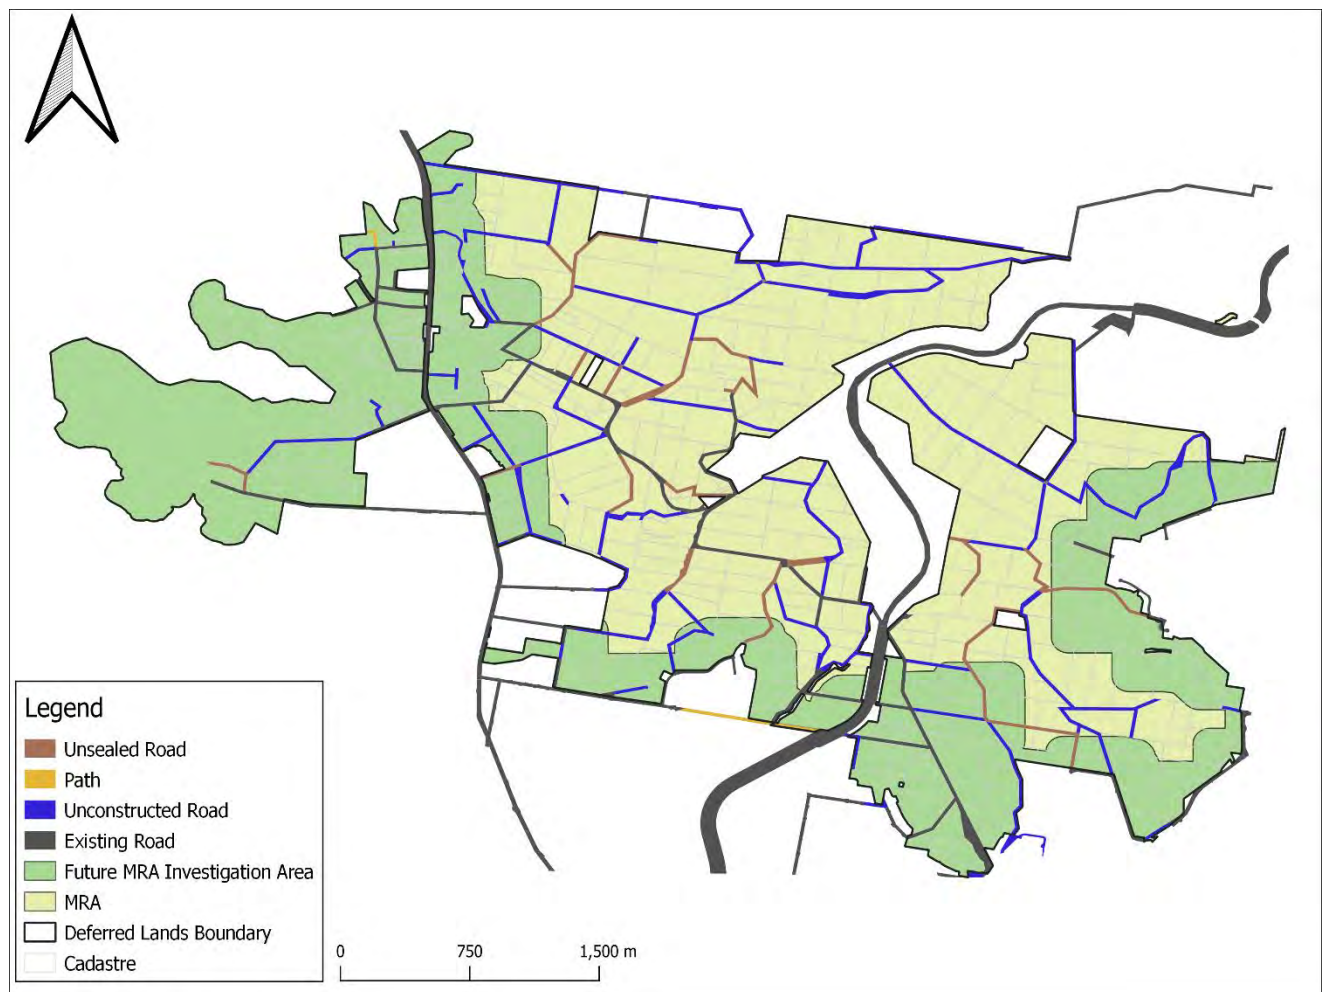 Legend
Unsealed Road
Path
Unconstructed Road
Existing Road
Future MRA Investigation Area
MRA
Deferred Lands Boundary
Cadastre
0 750 1,500 m